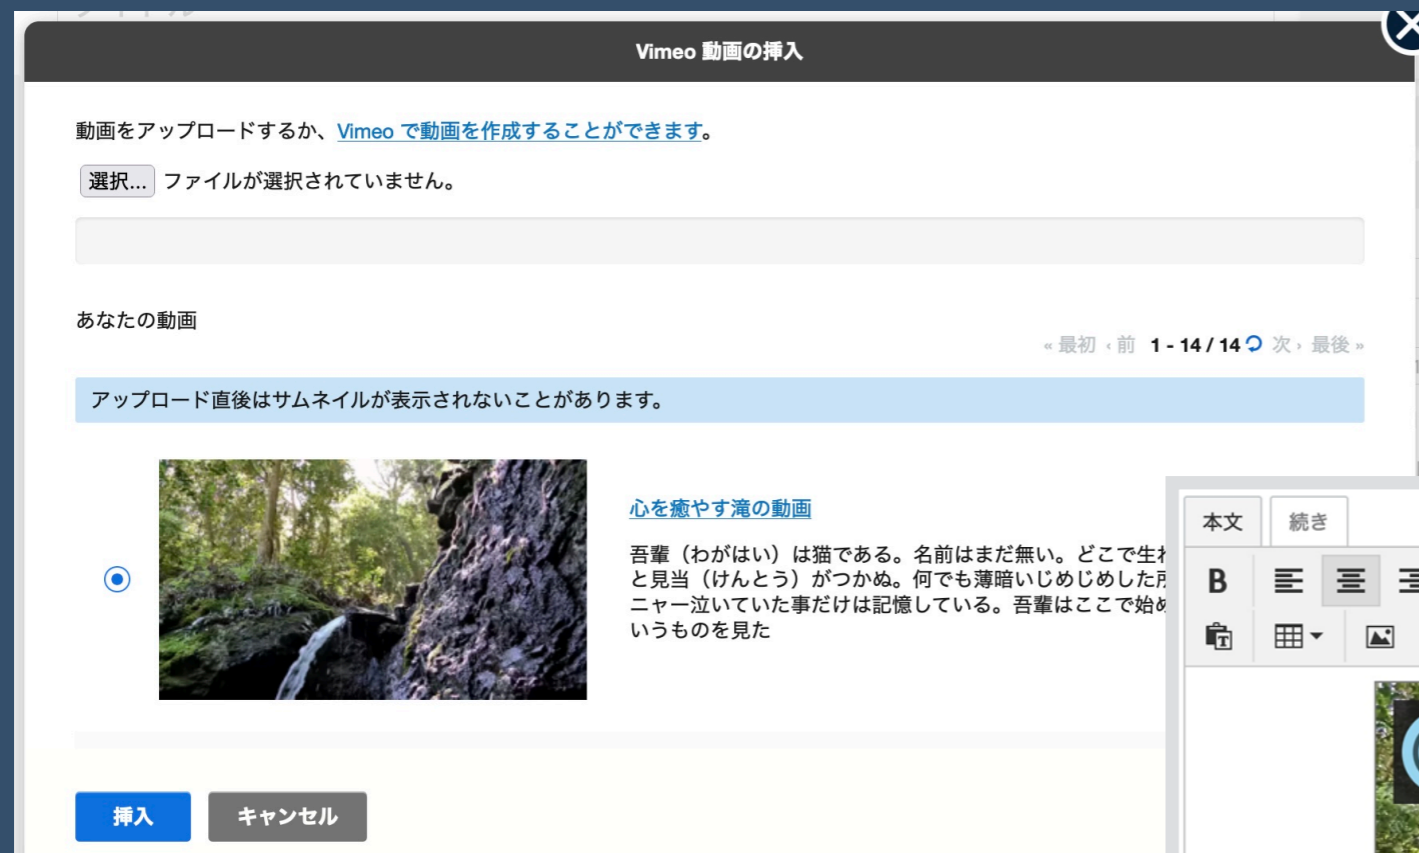 Vimeo 動画の挿入
動画をアップロードするか、Vimeo で動画を作成することができます。
選択... ファイルが選択されていません。
あなたの動画
« 最初 ‹ 前 1 - 14 / 14 次 › 最後 »
アップロード直後はサムネイルが表示されないことがあります。
心を癒やす滝の動画
吾輩（わがはい）は猫である。名前はまだ無い。どこで生
と見当（けんとう）がつかぬ。何でも薄暗いじめじめした
ニャー泣いていた事だけは記憶している。吾輩はここで始
いうものを見た
本文 続き
B
T
挿入 キャンセル